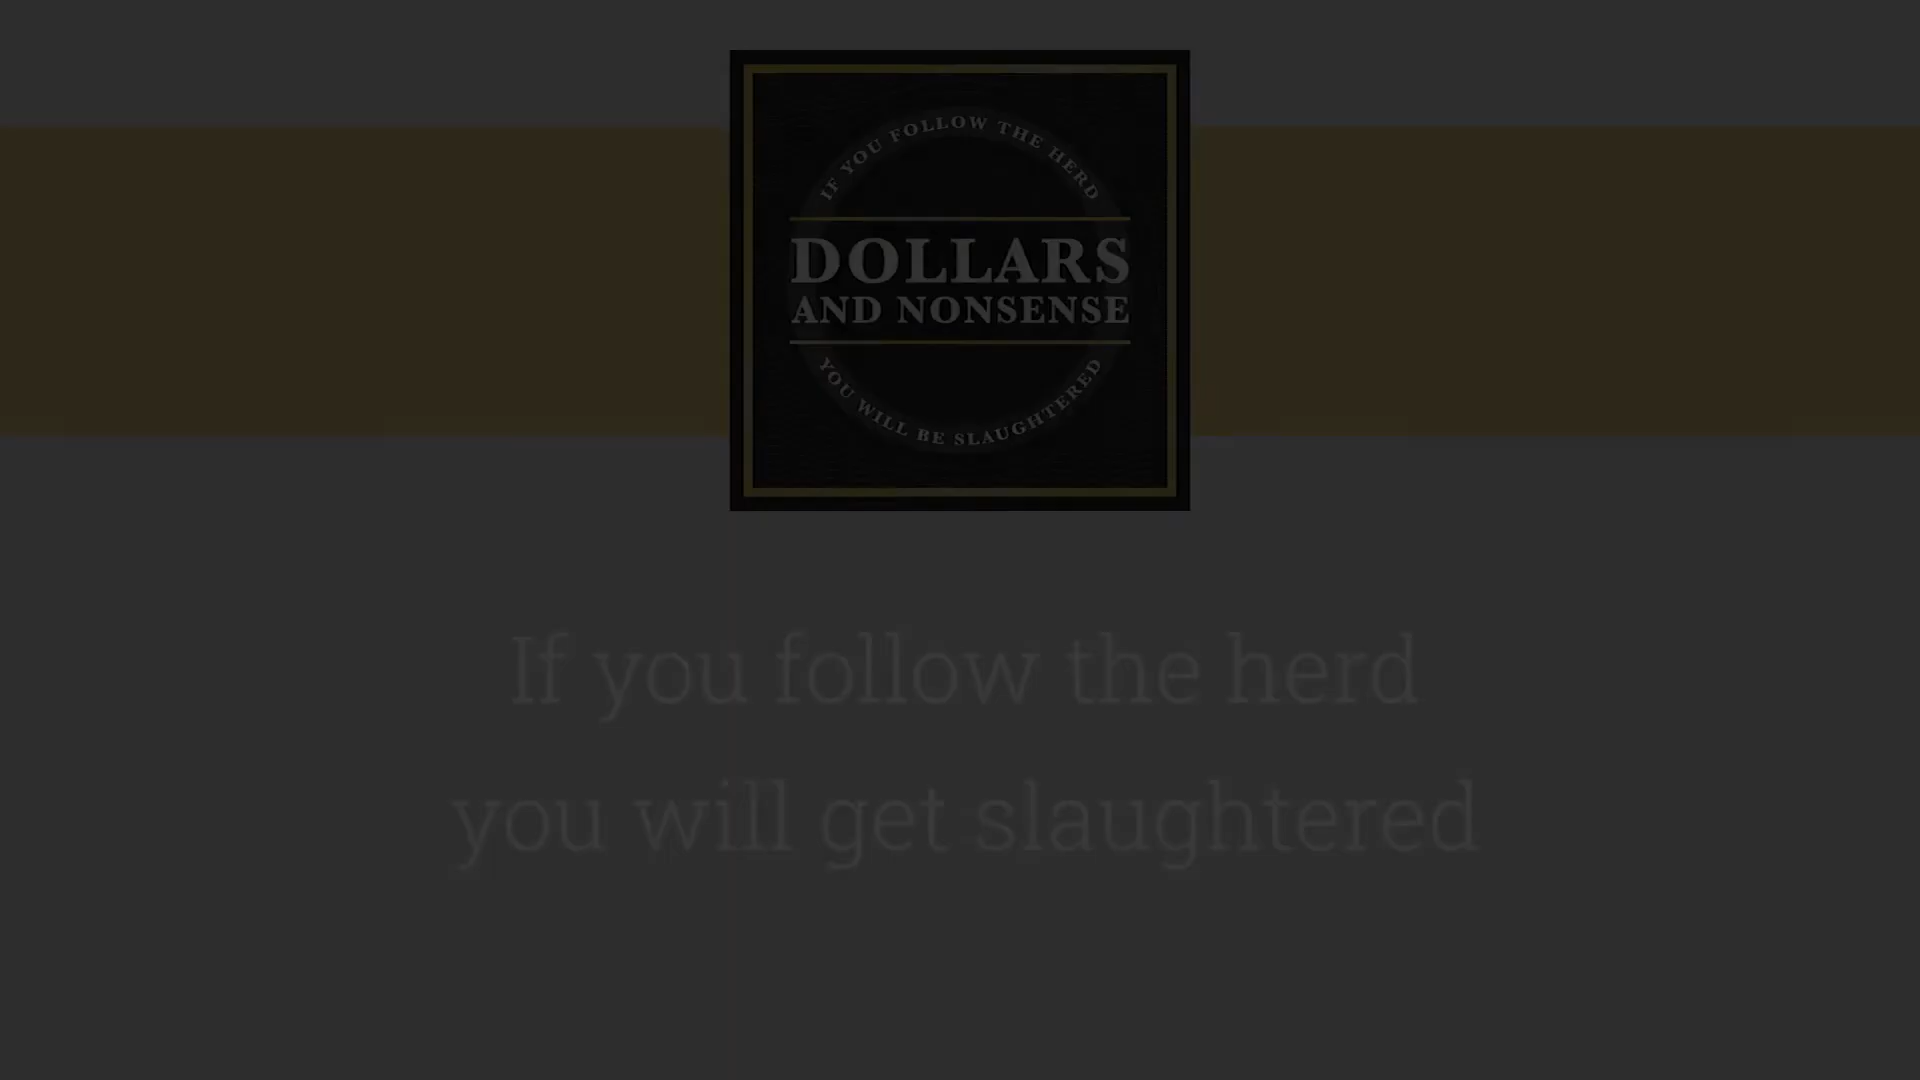 IF YOU FOLLOW THE HERD
DOLLARS
AND NONSENSE
YOU WILL BE SLAUGHTERED
If you follow the herd
you will get slaughtered